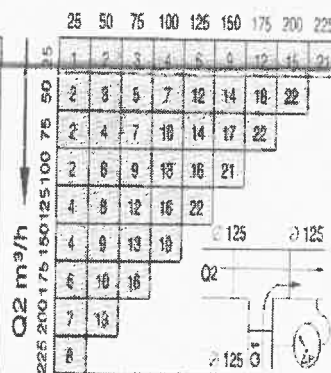 25 50 75 100 125 150 175 200 225
25 1 2 3 4 6 9 12 15 21
50 2 3 5 7 12 14 18 22
75 2 4 7 10 14 17 22
100 2 6 9 13 16 21
125 4 8 12 16 22
150 4 9 13 19
175 6 10 16
200 7 13
225 8
Q2 m³/h
Ø 125 Ø 125
Q2
Ø 125 Q1